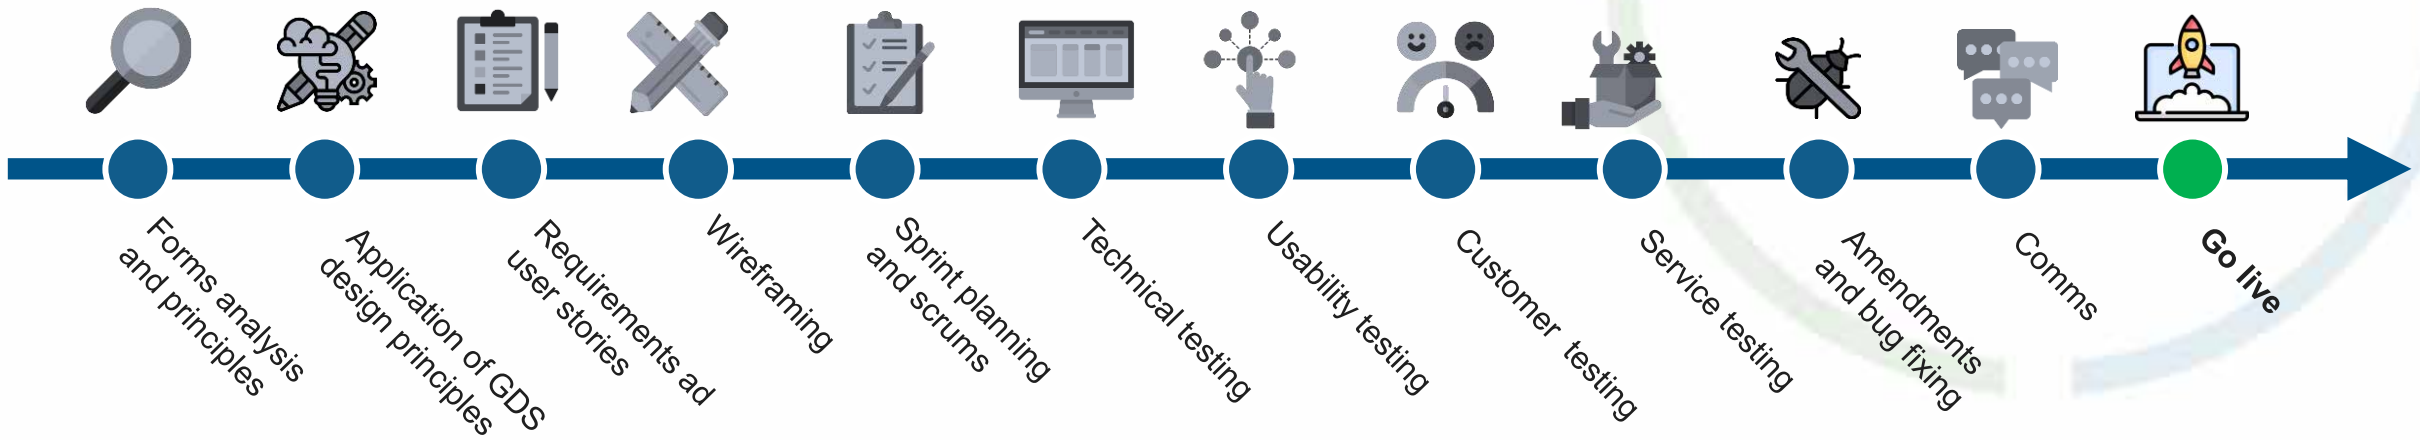 Forms analysis
and principles
Application of GDS
design principles
Requirements ad
user stories
Wireframing
Sprint planning
and scrums
Technical testing
Usability testing
Customer testing
Service testing
Amendments
and bug fixing
Comms
Go live